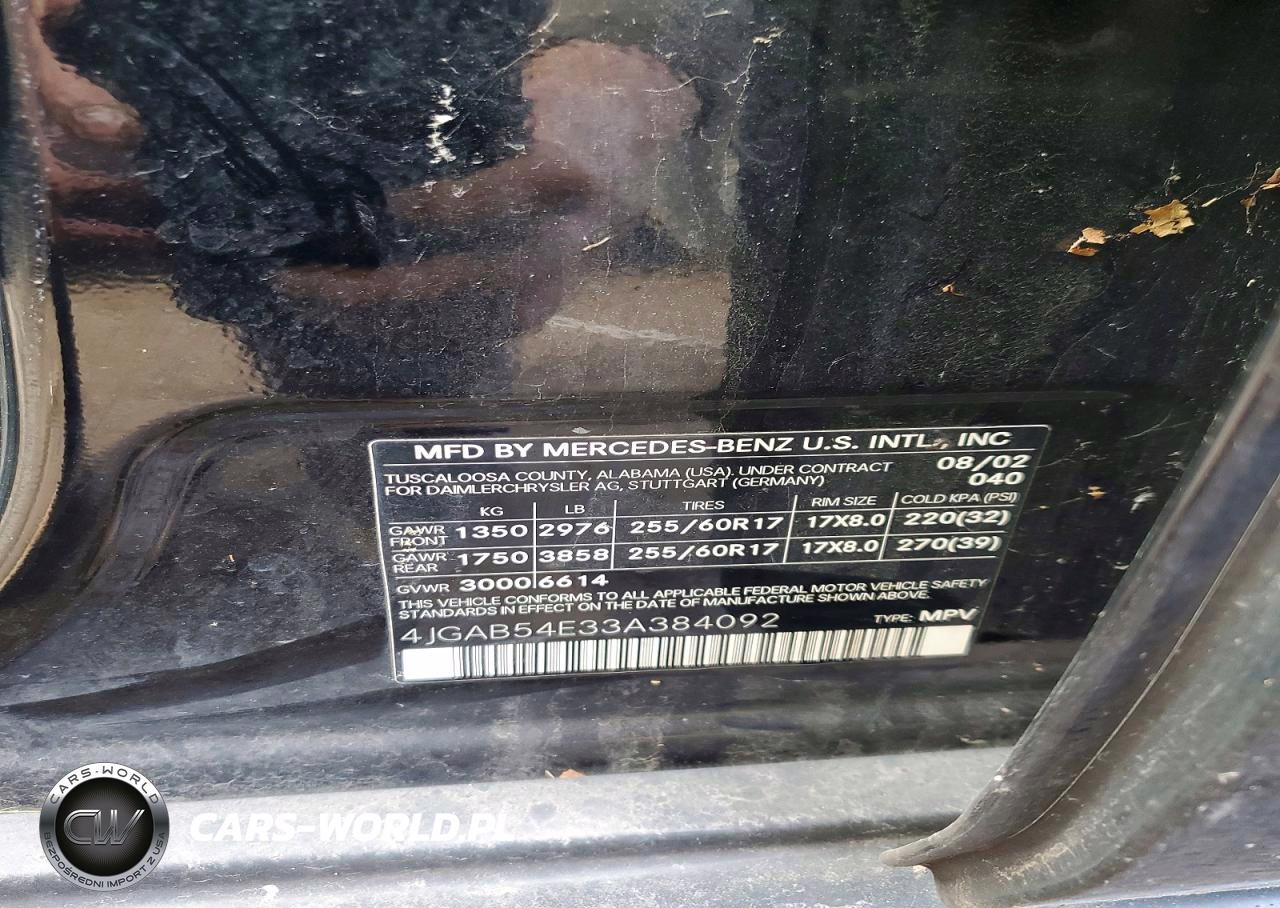 MFD BY MERCEDES-BENZ U.S. INTL., INC
TUSCALOOSA COUNTY, ALABAMA (USA). UNDER CONTRACT 08/02
FOR DAIMLERCHRYSLER AG, STUTTGART (GERMANY) 040
KG LB TIRES RIM SIZE COLD KPA (PSI)
GAWR FRONT 1350 2976 255/60R17 17X8.0 220(32)
GAWR REAR 1750 3858 255/60R17 17X8.0 270(39)
GVWR 3000 6614
THIS VEHICLE CONFORMS TO ALL APPLICABLE FEDERAL MOTOR VEHICLE SAFETY
STANDARDS IN EFFECT ON THE DATE OF MANUFACTURE SHOWN ABOVE.
4JGAB54E33A384092 TYPE: MPV
CARS-WORLD
CW
BEZPOŚREDNI IMPORT Z USA
CARS-WORLD.PL